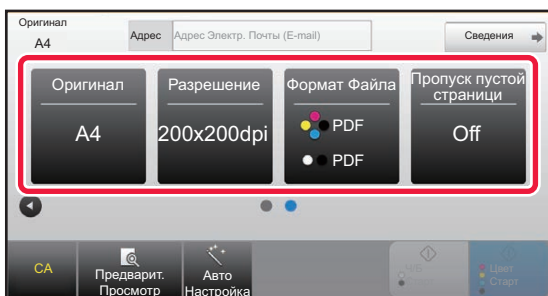 Оригинал
A4
Адрес
Адрес Электр. Почты (E-mail)
Сведения
Оригинал
A4
Разрешение
200x200dpi
Формат Файла
PDF
PDF
Пропуск пустой
страници
Off
CA
Предварит.
Просмотр
Авто
Настройка
Ч/Б
Старт
Цвет
Старт